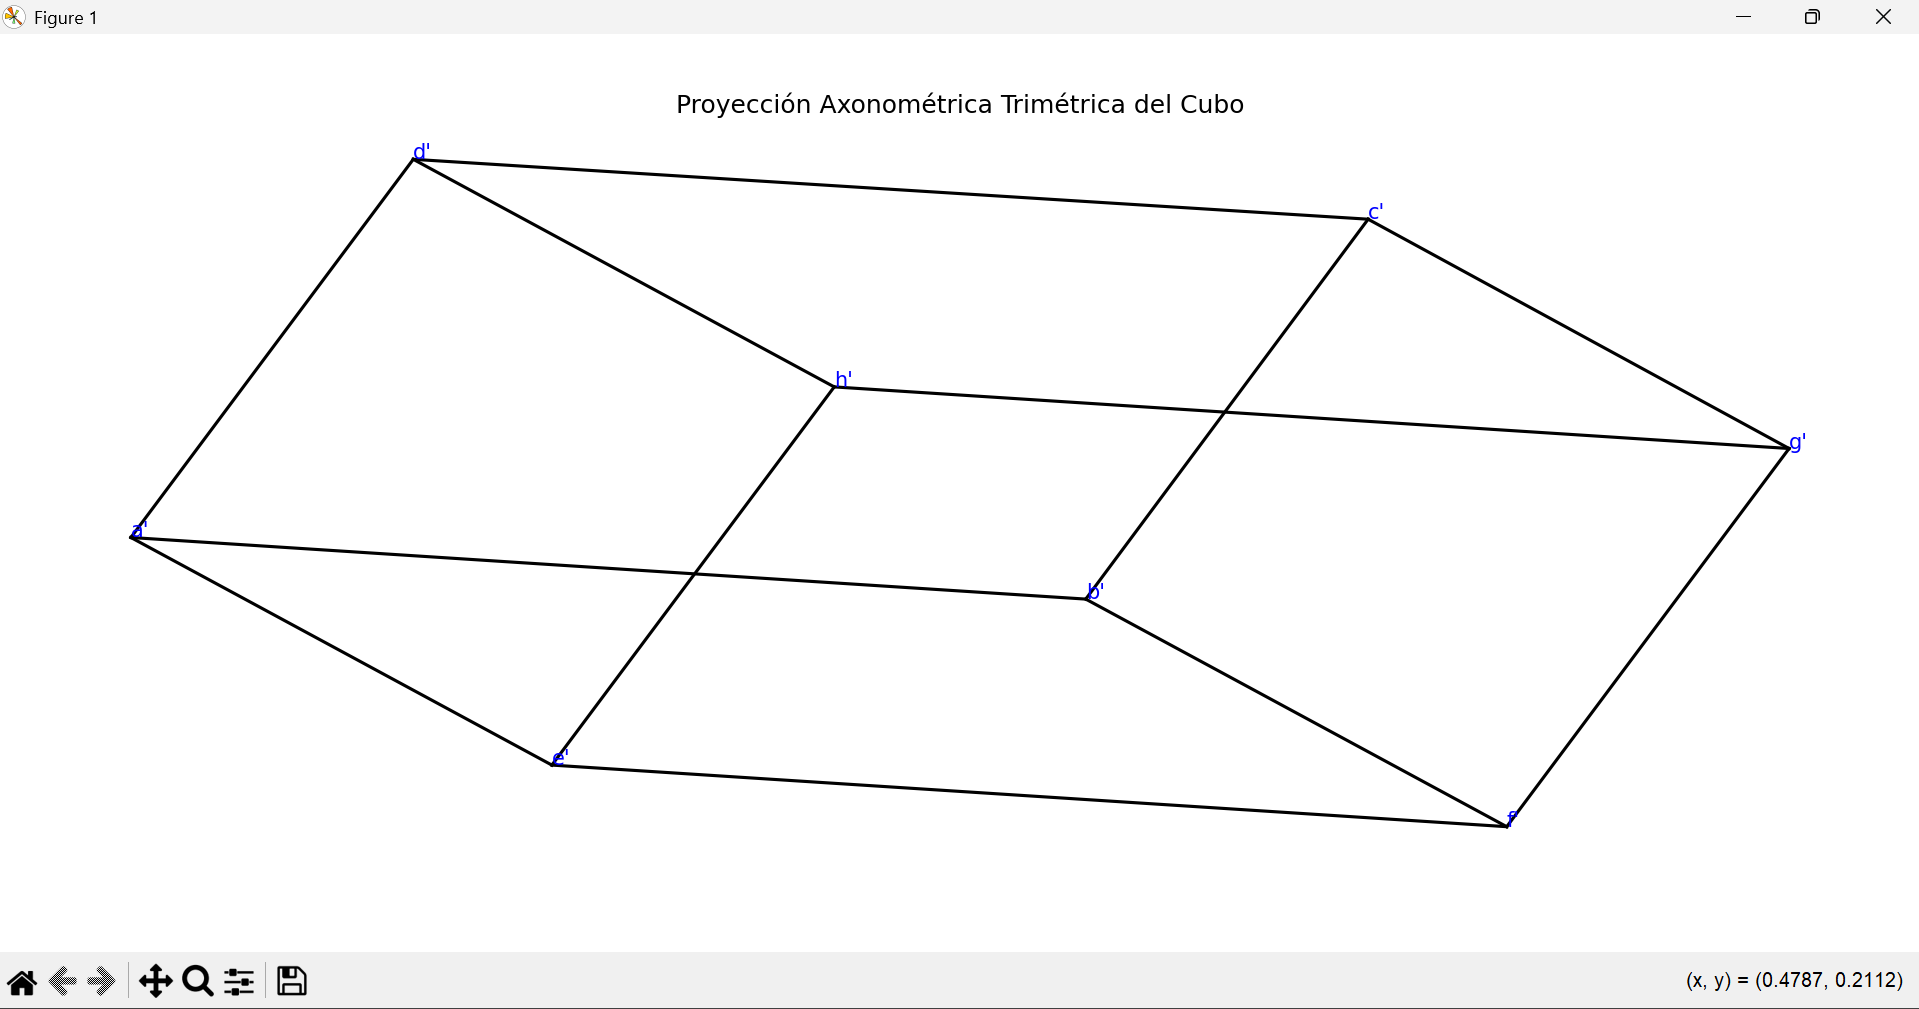 Figure 1
Proyección Axonométrica Trimétrica del Cubo
d'
c'
h'
g'
a'
b'
e'
f'
(x, y) = (0.4787, 0.2112)